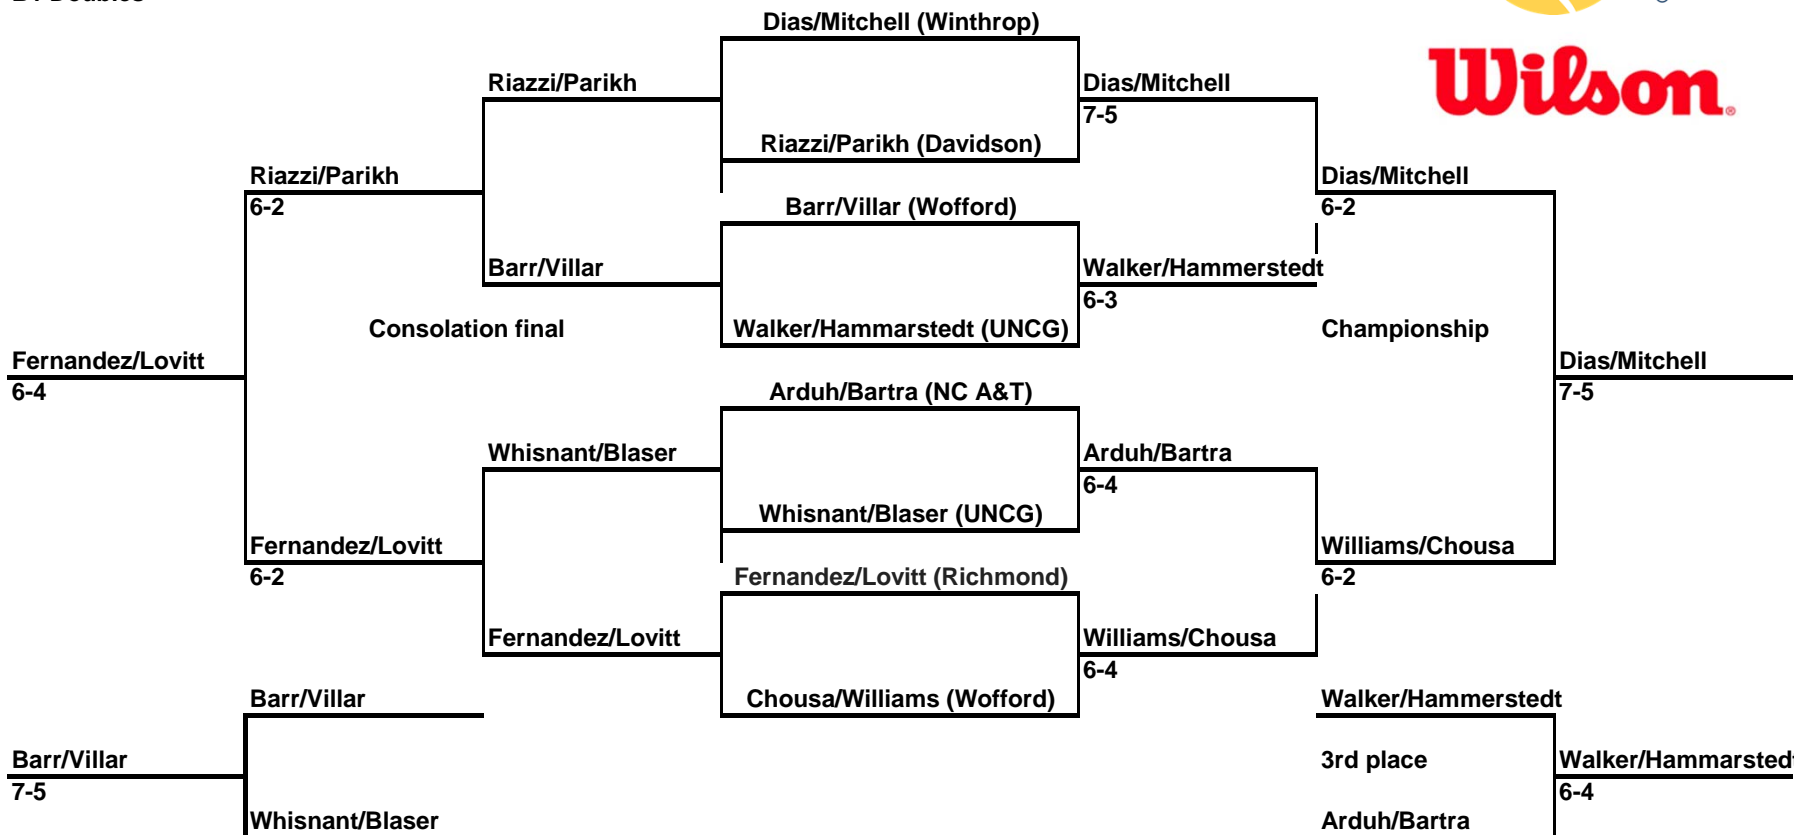 Dias/Mitchell (Winthrop)
Wilson
Riazzi/Parikh
Dias/Mitchell
7-5
Riazzi/Parikh (Davidson)
Riazzi/Parikh
Dias/Mitchell
6-2
Barr/Villar (Wofford)
6-2
Barr/Villar
Walker/Hammerstedt
6-3
Consolation final
Walker/Hammarstedt (UNCG)
Championship
Fernandez/Lovitt
Dias/Mitchell
6-4
Arduh/Bartra (NC A&T)
7-5
Whisnant/Blaser
Arduh/Bartra
6-4
Whisnant/Blaser (UNCG)
Fernandez/Lovitt
Williams/Chousa
6-2
Fernandez/Lovitt (Richmond)
6-2
Fernandez/Lovitt
Williams/Chousa
6-4
Barr/Villar
Chousa/Williams (Wofford)
Walker/Hammerstedt
Barr/Villar
3rd place
Walker/Hammarstedt
7-5
6-4
Whisnant/Blaser
Arduh/Bartra